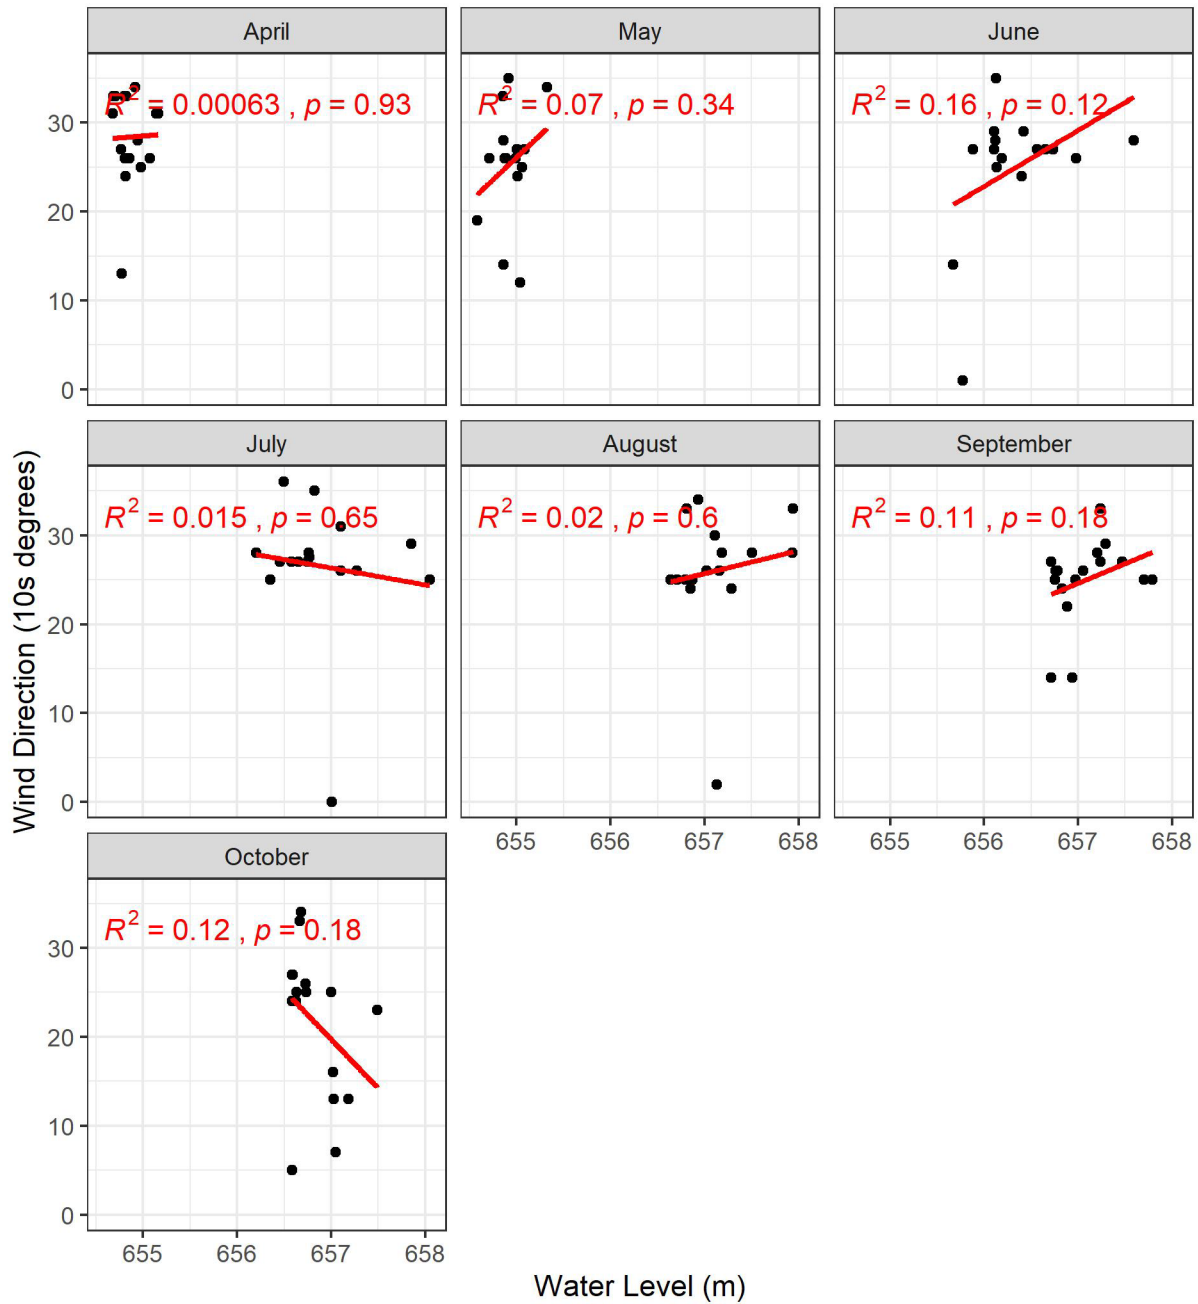 April
May
June
R² = 0.00063 , p = 0.93
R² = 0.07 , p = 0.34
R² = 0.16 , p = 0.12
30
20
10
0
July
August
September
R² = 0.015 , p = 0.65
R² = 0.02 , p = 0.6
R² = 0.11 , p = 0.18
30
20
10
0
655 656 657 658
655 656 657 658
Wind Direction (10s degrees)
October
R² = 0.12 , p = 0.18
30
20
10
0
655 656 657 658
Water Level (m)